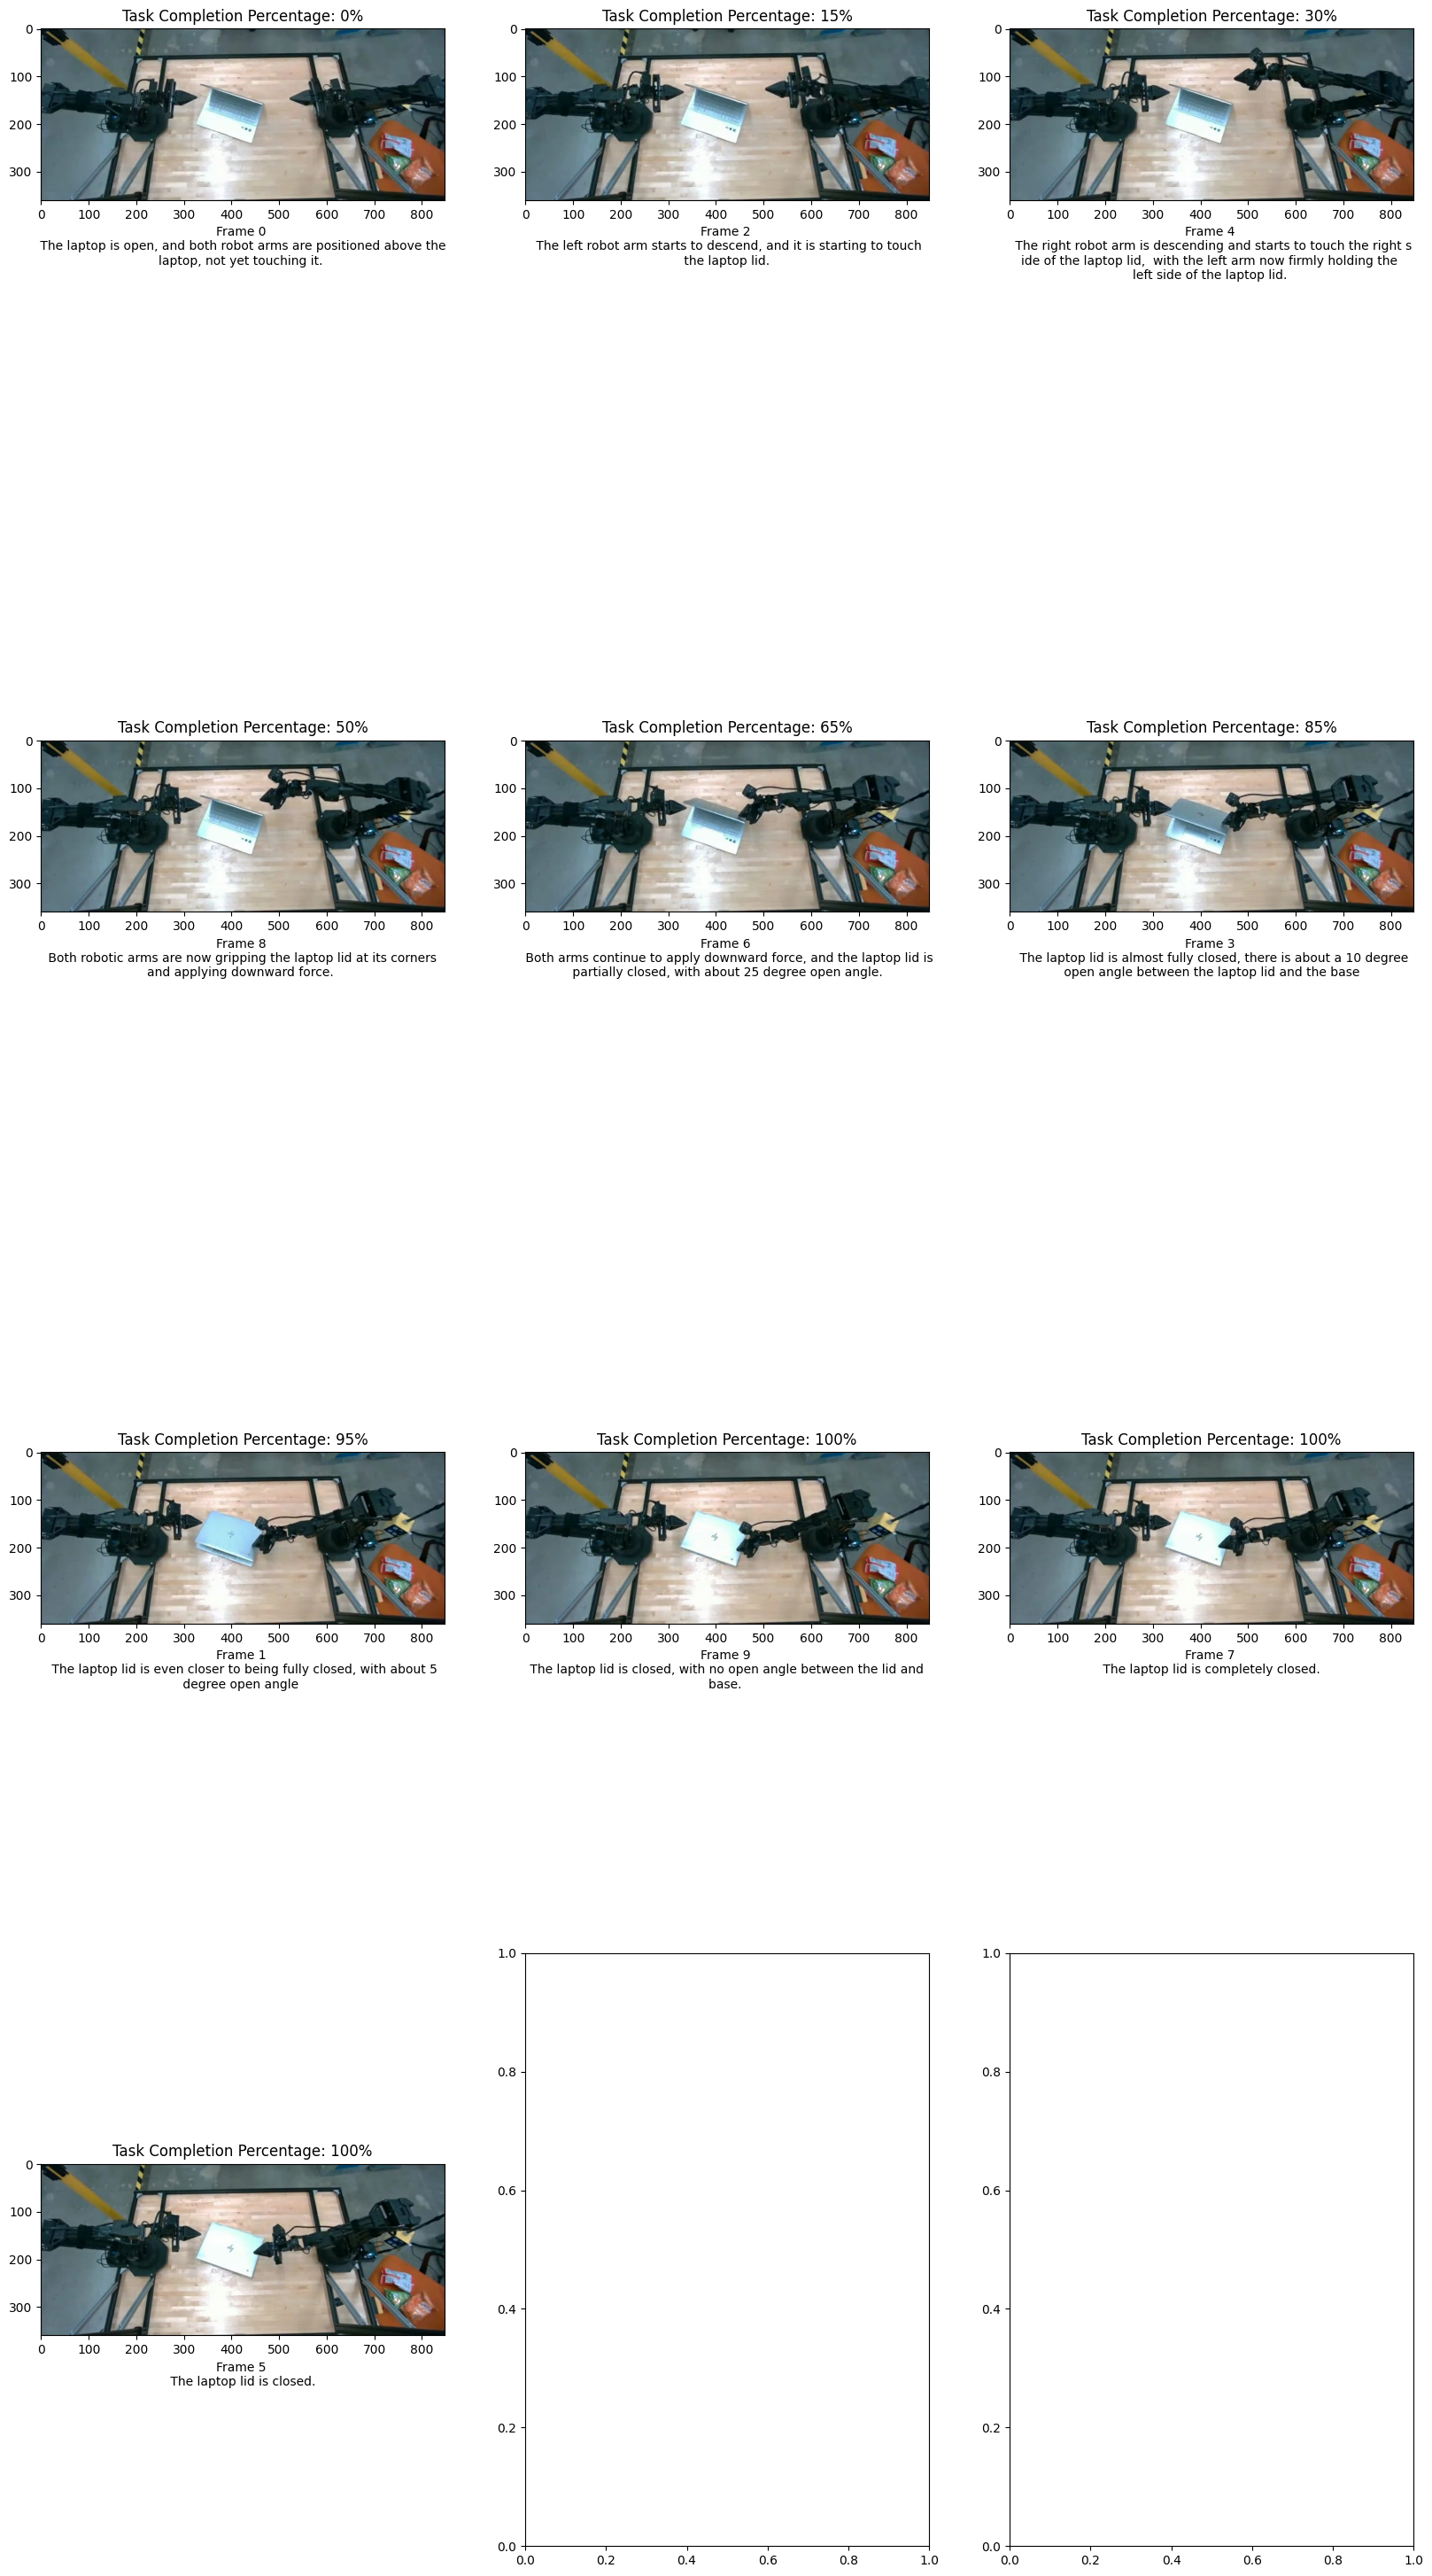 Task Completion Percentage: 0%
0
100
200
300
0 100 200 300 400 500 600 700 800
Frame 0
The laptop is open, and both robot arms are positioned above the
laptop, not yet touching it.
Task Completion Percentage: 15%
0
100
200
300
0 100 200 300 400 500 600 700 800
Frame 2
The left robot arm starts to descend, and it is starting to touch
the laptop lid.
Task Completion Percentage: 30%
0
100
200
300
0 100 200 300 400 500 600 700 800
Frame 4
The right robot arm is descending and starts to touch the right s
ide of the laptop lid,  with the left arm now firmly holding the
left side of the laptop lid.
Task Completion Percentage: 50%
0
100
200
300
0 100 200 300 400 500 600 700 800
Frame 8
Both robotic arms are now gripping the laptop lid at its corners
and applying downward force.
Task Completion Percentage: 65%
0
100
200
300
0 100 200 300 400 500 600 700 800
Frame 6
Both arms continue to apply downward force, and the laptop lid is
partially closed, with about 25 degree open angle.
Task Completion Percentage: 85%
0
100
200
300
0 100 200 300 400 500 600 700 800
Frame 3
The laptop lid is almost fully closed, there is about a 10 degree
open angle between the laptop lid and the base
Task Completion Percentage: 95%
0
100
200
300
0 100 200 300 400 500 600 700 800
Frame 1
The laptop lid is even closer to being fully closed, with about 5
degree open angle
Task Completion Percentage: 100%
0
100
200
300
0 100 200 300 400 500 600 700 800
Frame 9
The laptop lid is closed, with no open angle between the lid and
base.
Task Completion Percentage: 100%
0
100
200
300
0 100 200 300 400 500 600 700 800
Frame 7
The laptop lid is completely closed.
Task Completion Percentage: 100%
0
100
200
300
0 100 200 300 400 500 600 700 800
Frame 5
The laptop lid is closed.
1.0
0.8
0.6
0.4
0.2
0.0
0.0 0.2 0.4 0.6 0.8 1.0
1.0
0.8
0.6
0.4
0.2
0.0
0.0 0.2 0.4 0.6 0.8 1.0